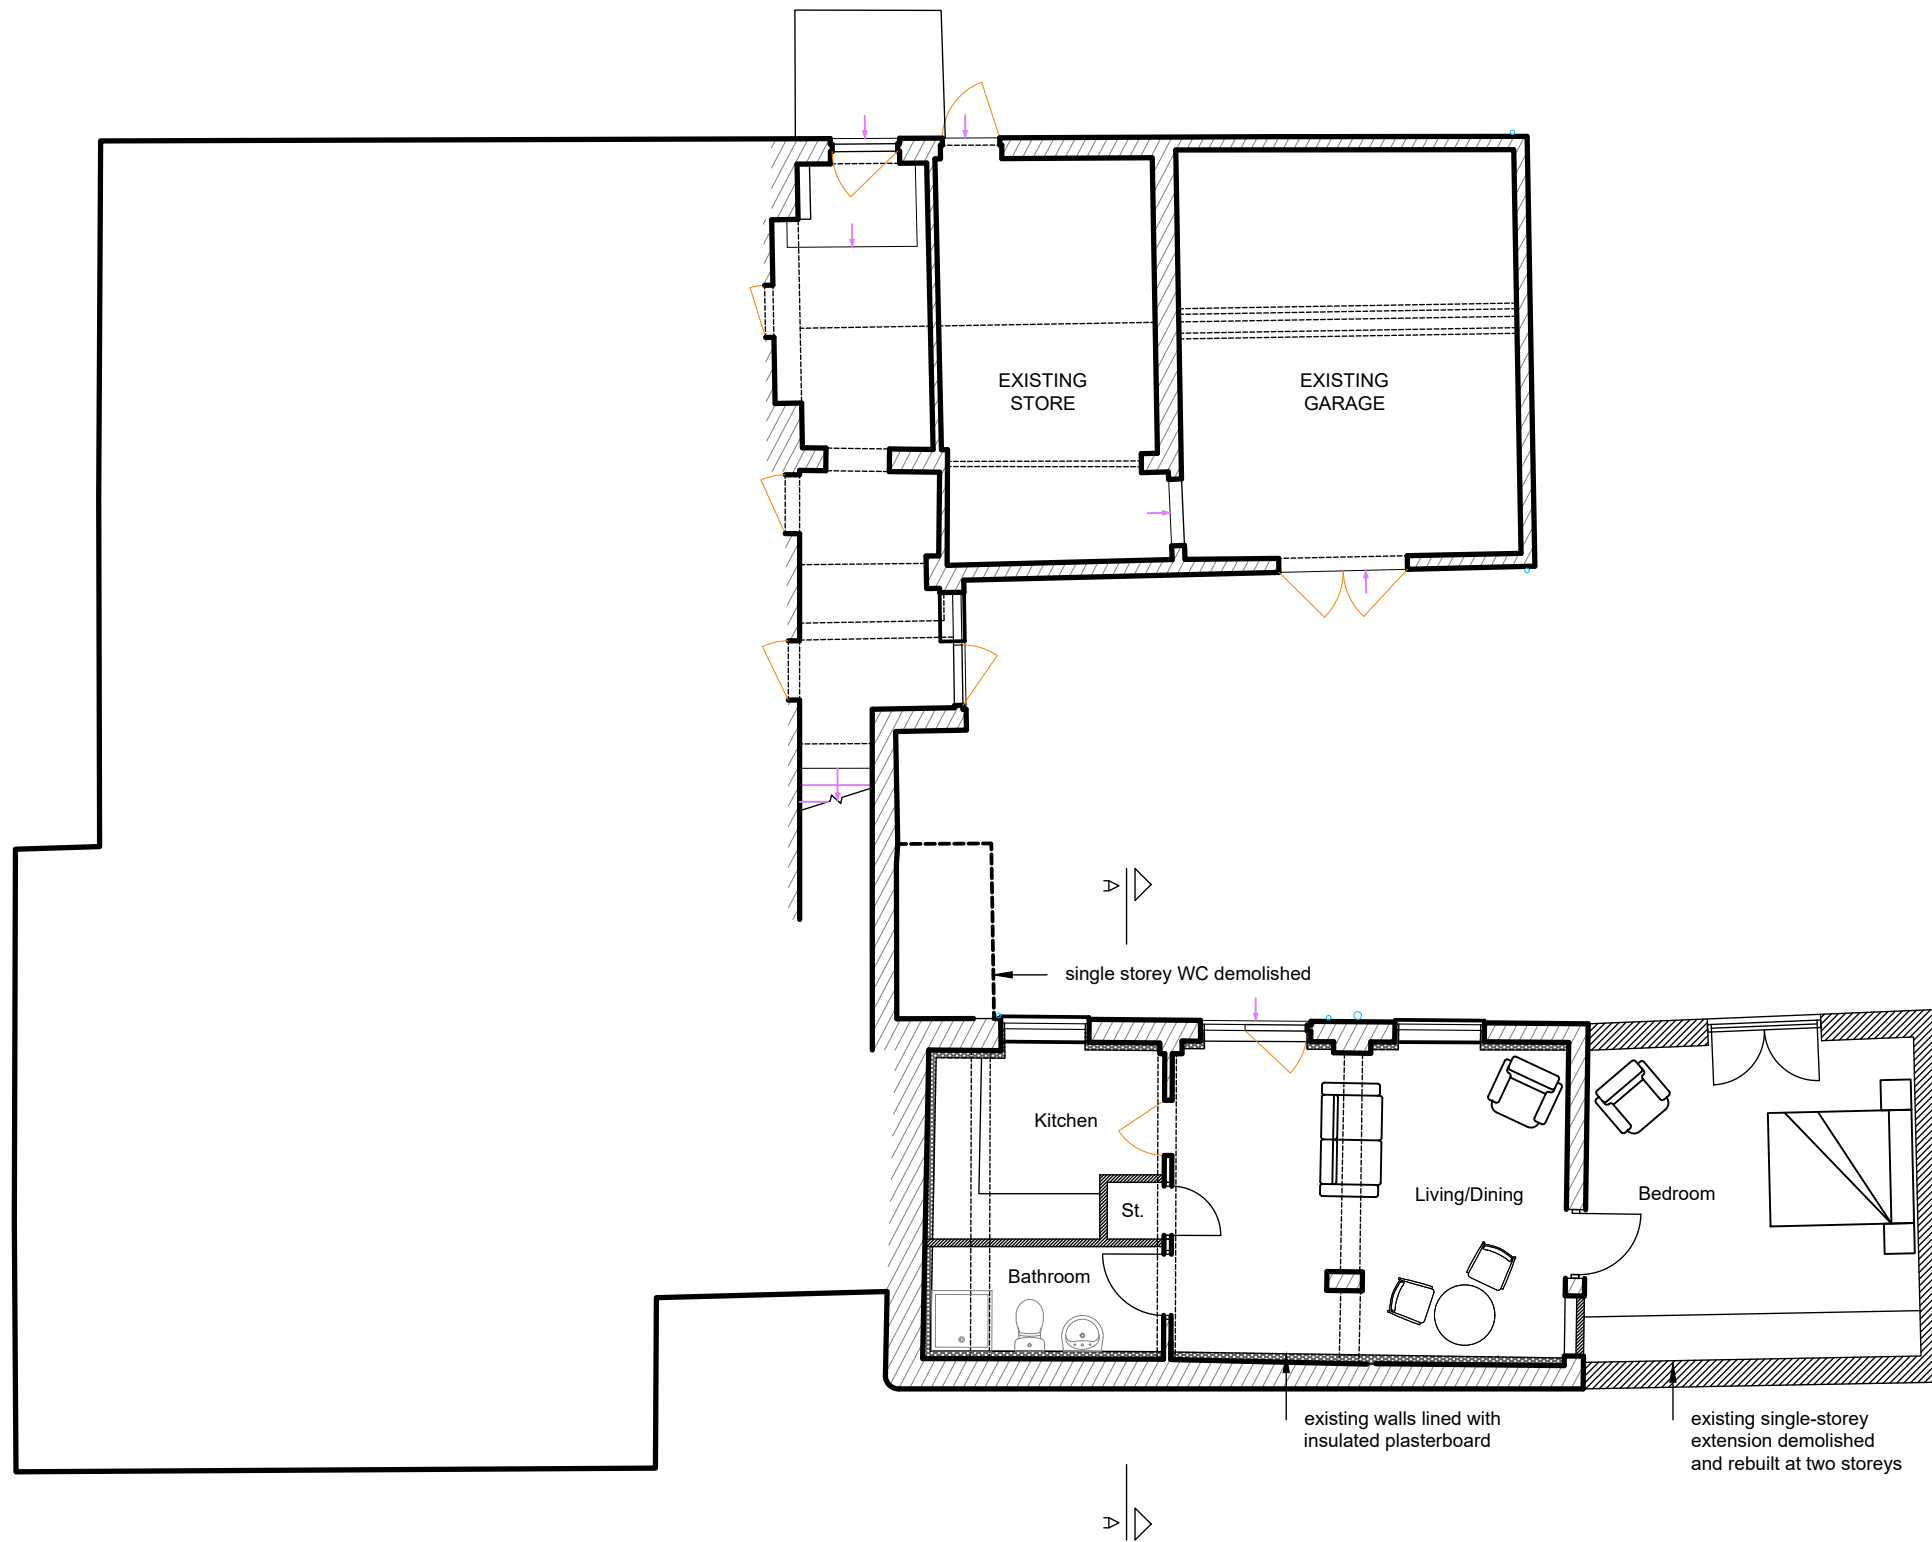 EXISTING
STORE
EXISTING
GARAGE
A
single storey WC demolished
Kitchen
St.
Living/Dining
Bedroom
Bathroom
existing walls lined with
insulated plasterboard
existing single-storey
extension demolished
and rebuilt at two storeys
A